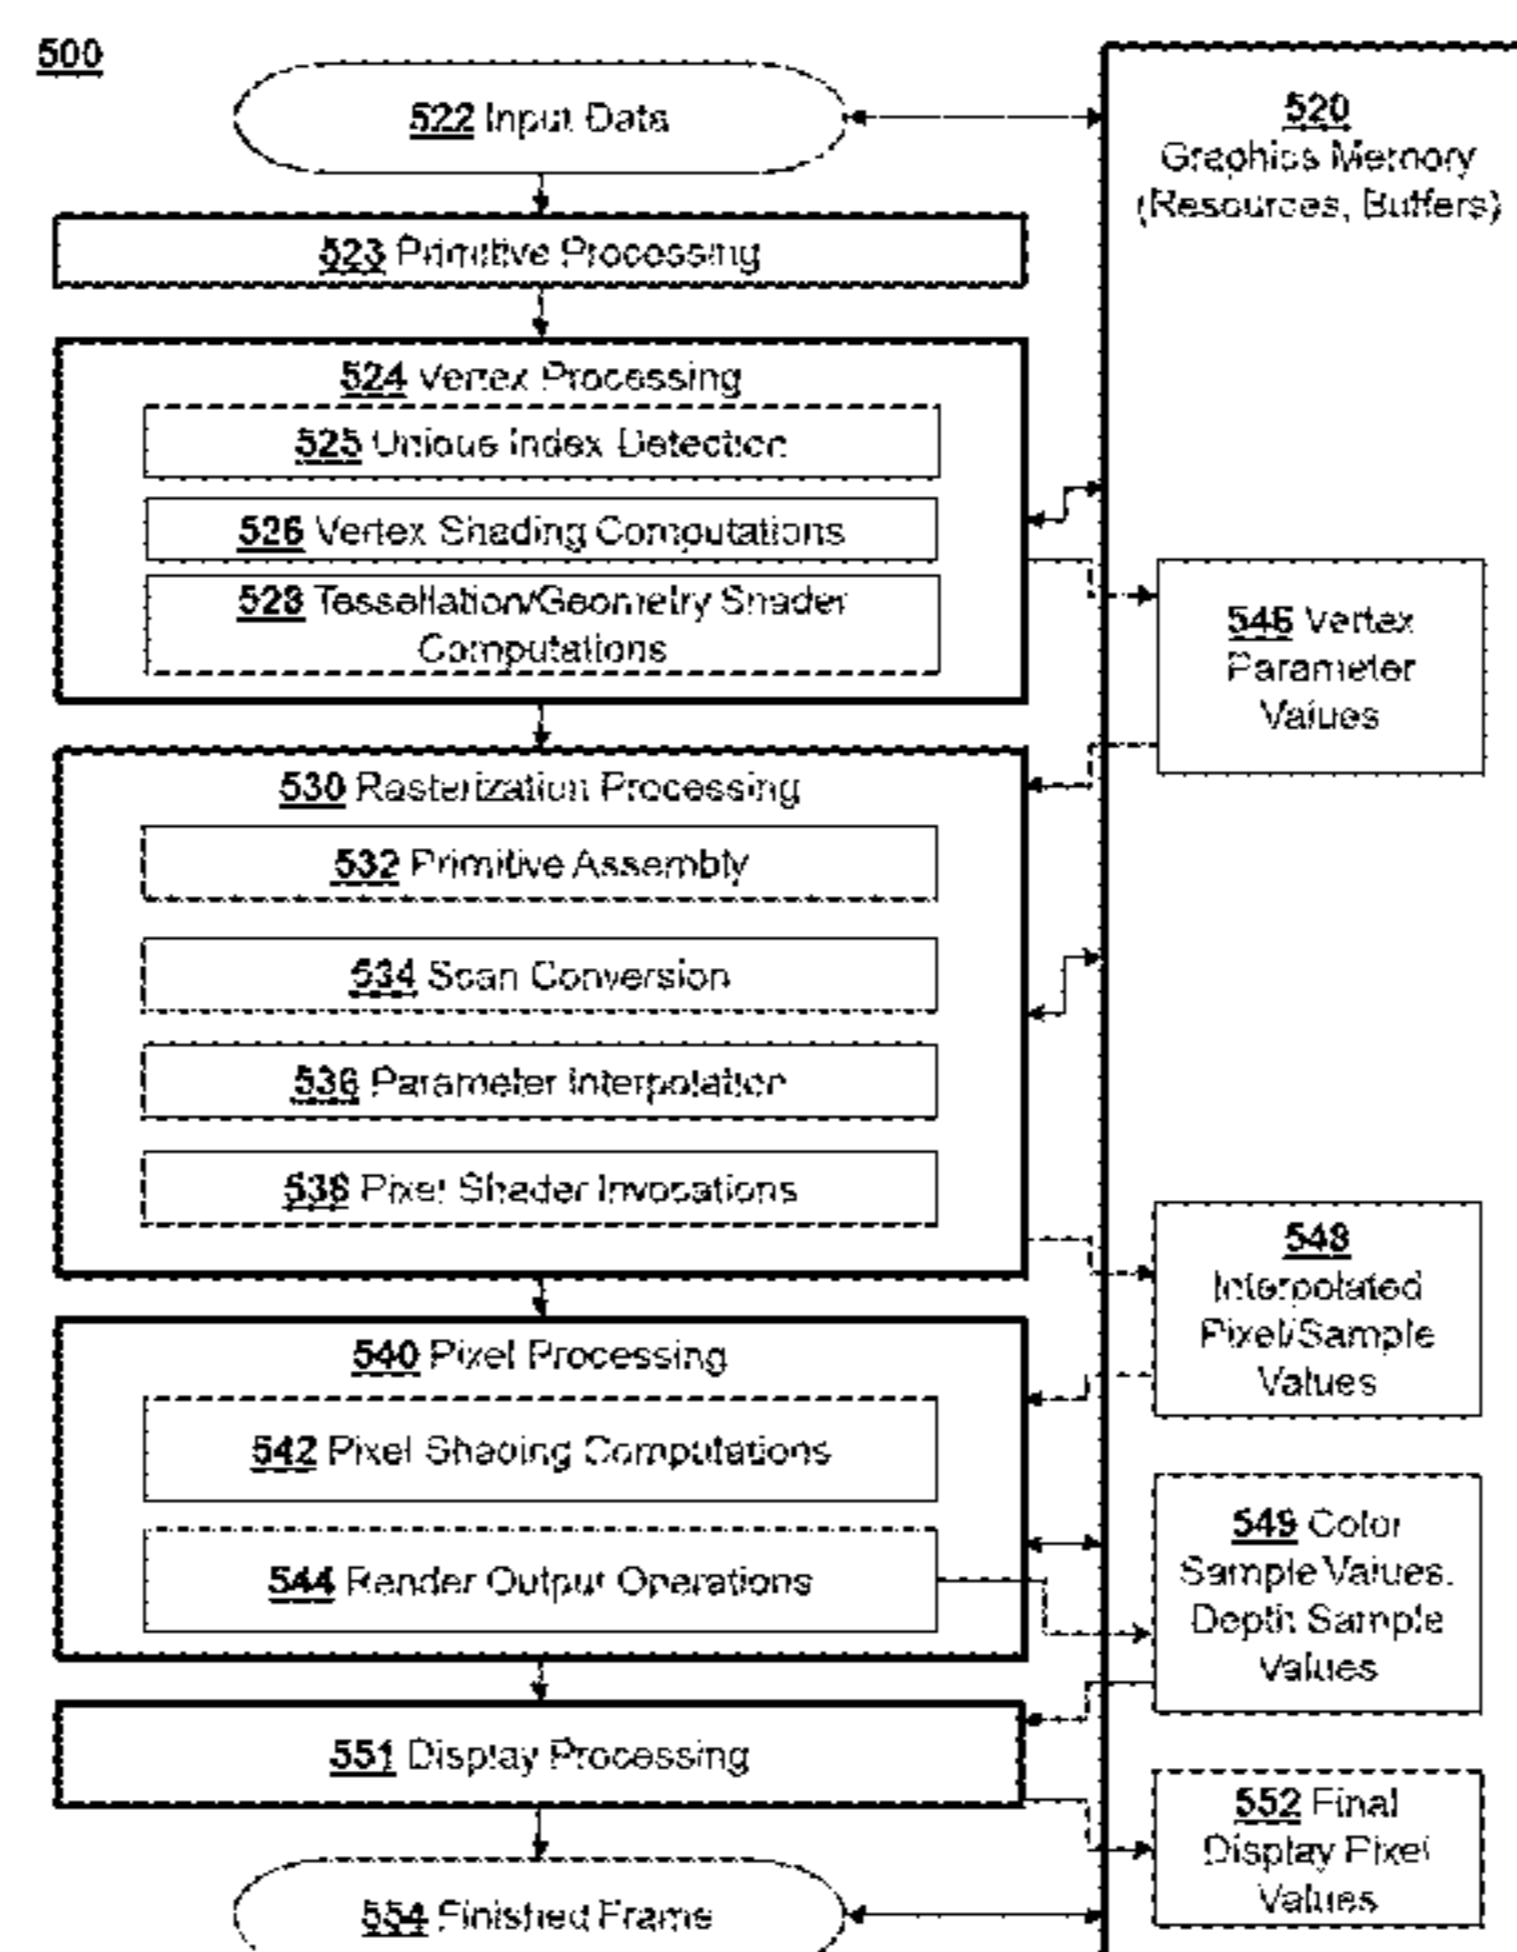 500
522 Input Data
520
Graphics Memory
(Resources, Buffers)
523 Primitive Processing
524 Vertex Processing
525 Unique Index Detection
526 Vertex Shading Computations
528 Tessellation/Geometry Shader
Computations
546 Vertex
Parameter
Values
530 Rasterization Processing
532 Primitive Assembly
534 Scan Conversion
536 Parameter Interpolation
538 Pixel Shader Invocations
548
Interpolated
Pixel/Sample
Values
540 Pixel Processing
542 Pixel Shading Computations
544 Render Output Operations
549 Color
Sample Values.
Depth Sample
Values
551 Display Processing
552 Final
Display Pixel
Values
554 Finished Frame